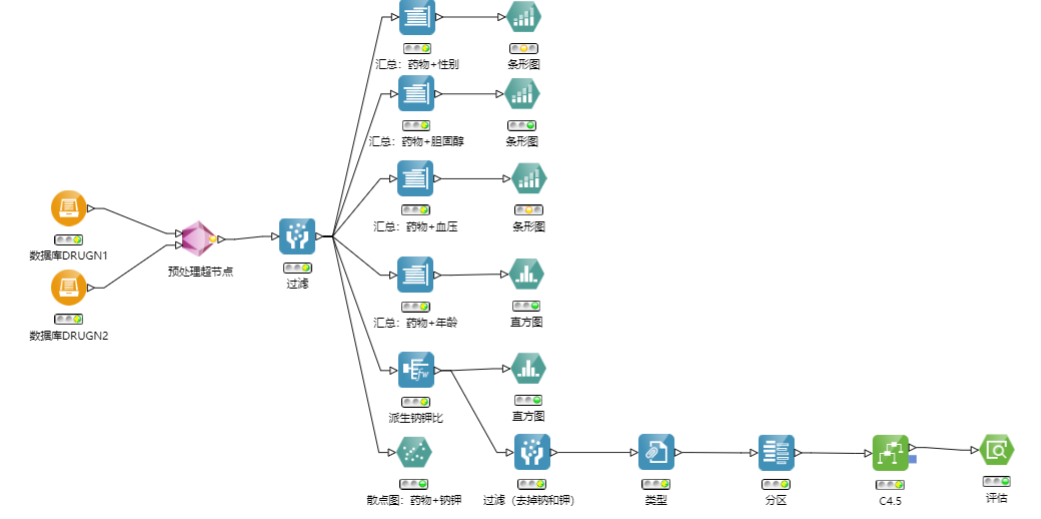 汇总：药物+性别
条形图
汇总：药物+胆固醇
条形图
汇总：药物+血压
条形图
数据库DRUGN1
预处理超节点
过滤
数据库DRUGN2
汇总：药物+年龄
直方图
派生钠钾比
直方图
散点图：药物+钠钾
过滤（去掉钠和钾）
类型
分区
C4.5
评估